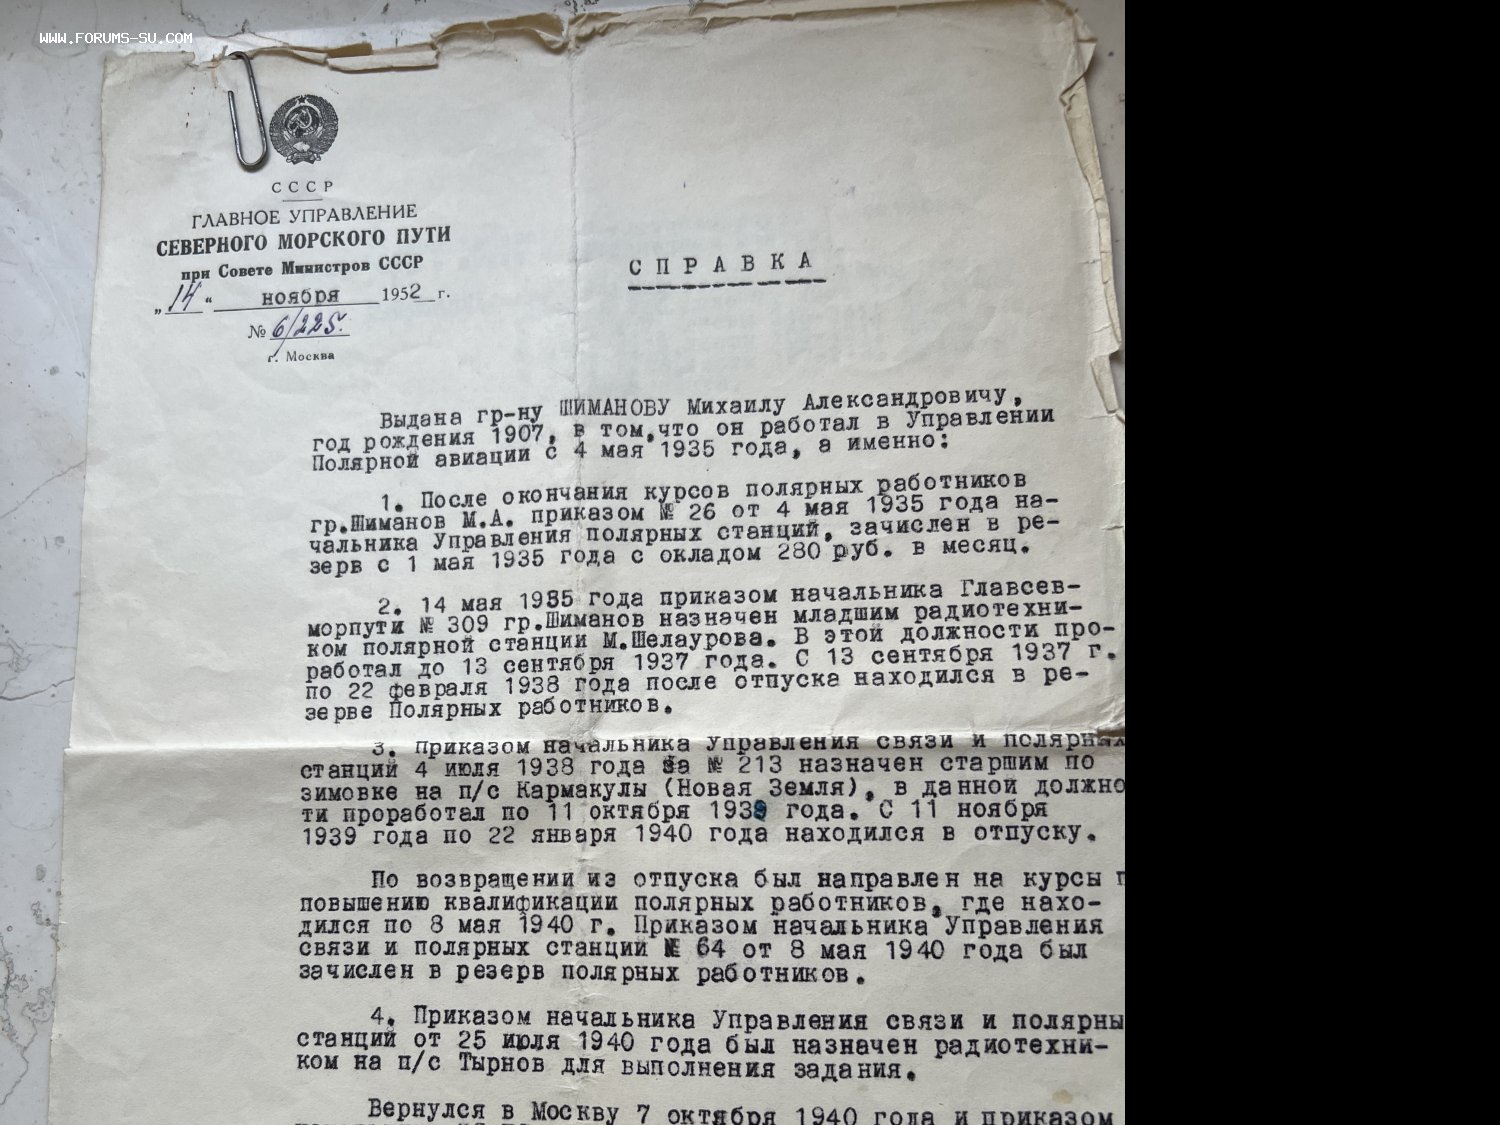 WWW.FORUMS-SU.COM
СССР
ГЛАВНОЕ УПРАВЛЕНИЕ
СЕВЕРНОГО МОРСКОГО ПУТИ
при Совете Министров СССР
„14“ ноября 1952 г.
№ 6/225.
г. Москва
СПРАВКА
Выдана гр-ну ШИМАНОВУ Михаилу Александровичу,
год рождения 1907, в том,что он работал в Управлении
Полярной авиации с 4 мая 1935 года, а именно:
1. После окончания курсов полярных работников
гр.Шиманов М.А. приказом № 26 от 4 мая 1935 года на-
чальника Управления полярных станций, зачислен в ре-
зерв с 1 мая 1935 года с окладом 280 руб. в месяц.
2. 14 мая 1935 года приказом начальника Главсев-
морпути № 309 гр.Шиманов назначен младшим радиотехни-
ком полярной станции М.Шелаурова. В этой должности про-
работал до 13 сентября 1937 года. С 13 сентября 1937 г.
по 22 февраля 1938 года после отпуска находился в ре-
зерве Полярных работников.
3. Приказом начальника Управления связи и полярных
станций 4 июля 1938 года за № 213 назначен старшим по
зимовке на п/с Кармакулы (Новая Земля), в данной должно
ти проработал по 11 октября 1939 года. С 11 ноября
1939 года по 22 января 1940 года находился в отпуску.
По возвращении из отпуска был направлен на курсы
повышению квалификации полярных работников, где нахо-
дился по 8 мая 1940 г. Приказом начальника Управления
связи и полярных станций № 64 от 8 мая 1940 года был
зачислен в резерв полярных работников.
4. Приказом начальника Управления связи и полярны
станций от 25 июля 1940 года был назначен радиотехни-
ком на п/с Тырнов для выполнения задания.
Вернулся в Москву 7 октября 1940 года и приказом